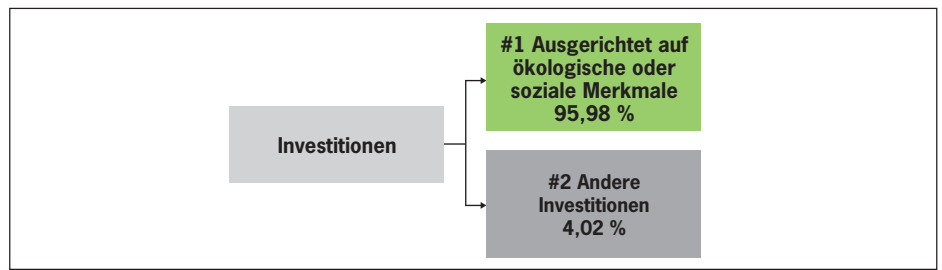 #1 Ausgerichtet auf
ökologische oder
soziale Merkmale
95,98 %
Investitionen
#2 Andere
Investitionen
4,02 %